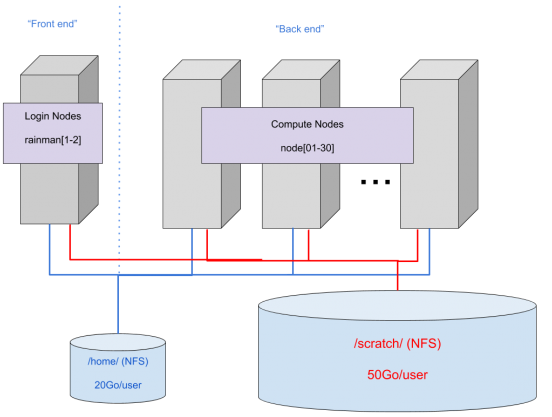 “Front end”
“Back end”
Login Nodes
rainman[1-2]
Compute Nodes
node[01-30]
...
/home/ (NFS)
20Go/user
/scratch/ (NFS)
50Go/user